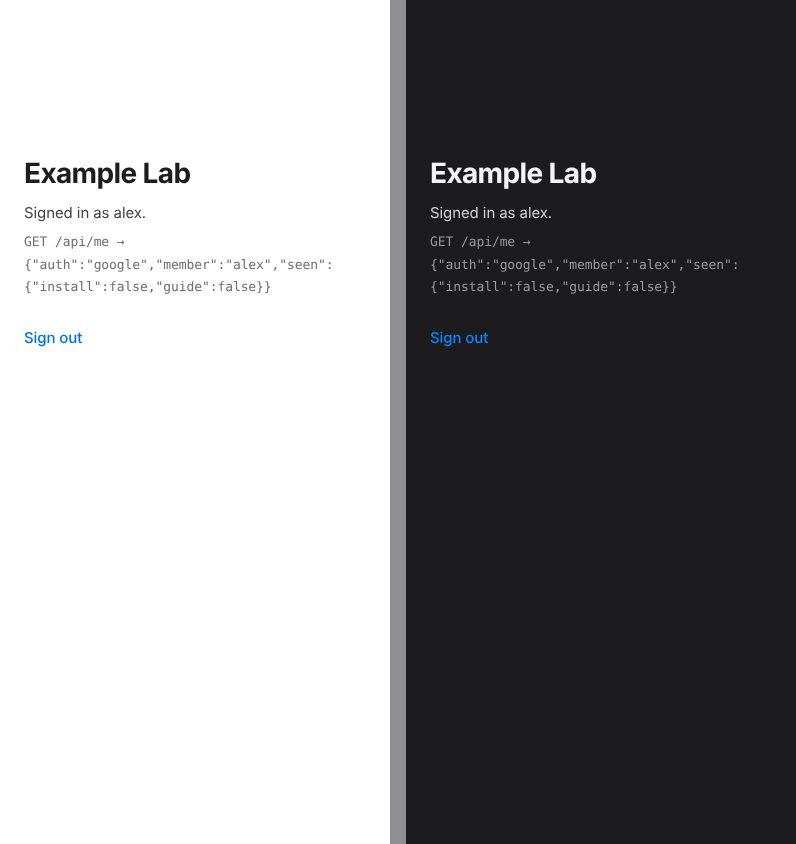 Example Lab
Signed in as alex.
GET /api/me →
{"auth":"google","member":"alex","seen":
{"install":false,"guide":false}}
Sign out
Example Lab
Signed in as alex.
GET /api/me →
{"auth":"google","member":"alex","seen":
{"install":false,"guide":false}}
Sign out